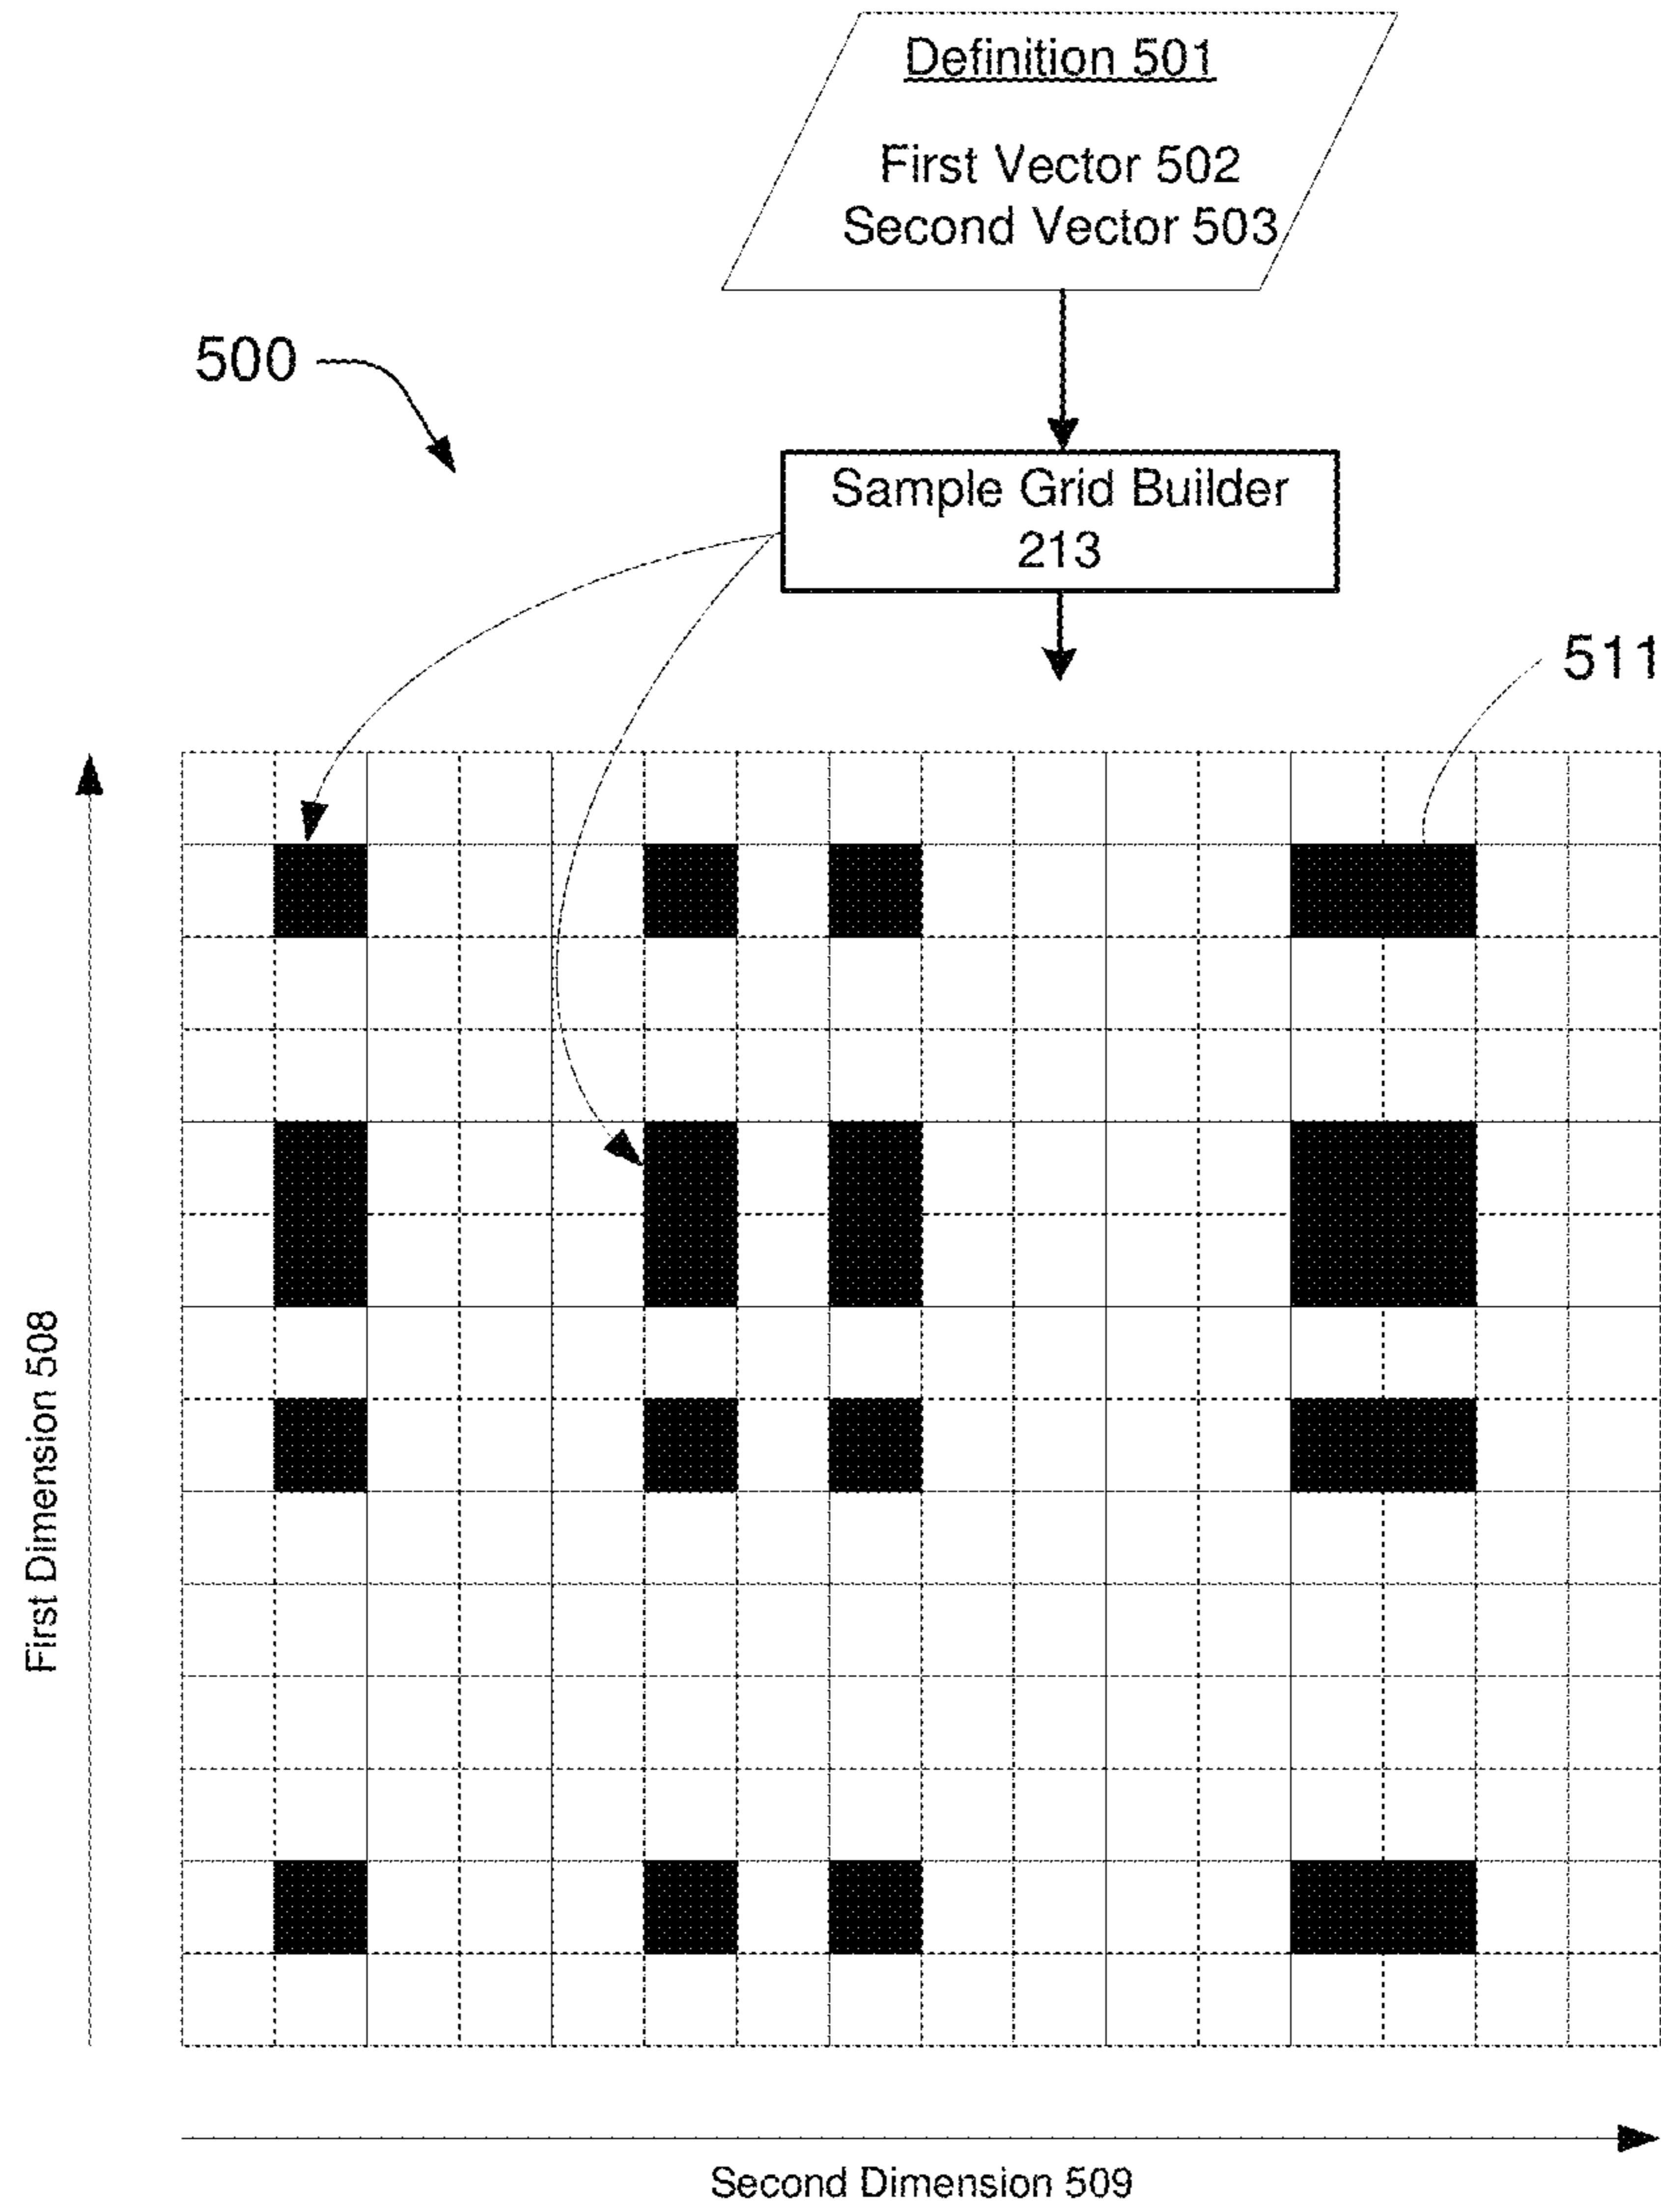 Definition 501
First Vector 502
Second Vector 503
500
Sample Grid Builder
213
511
First Dimension 508
Second Dimension 509